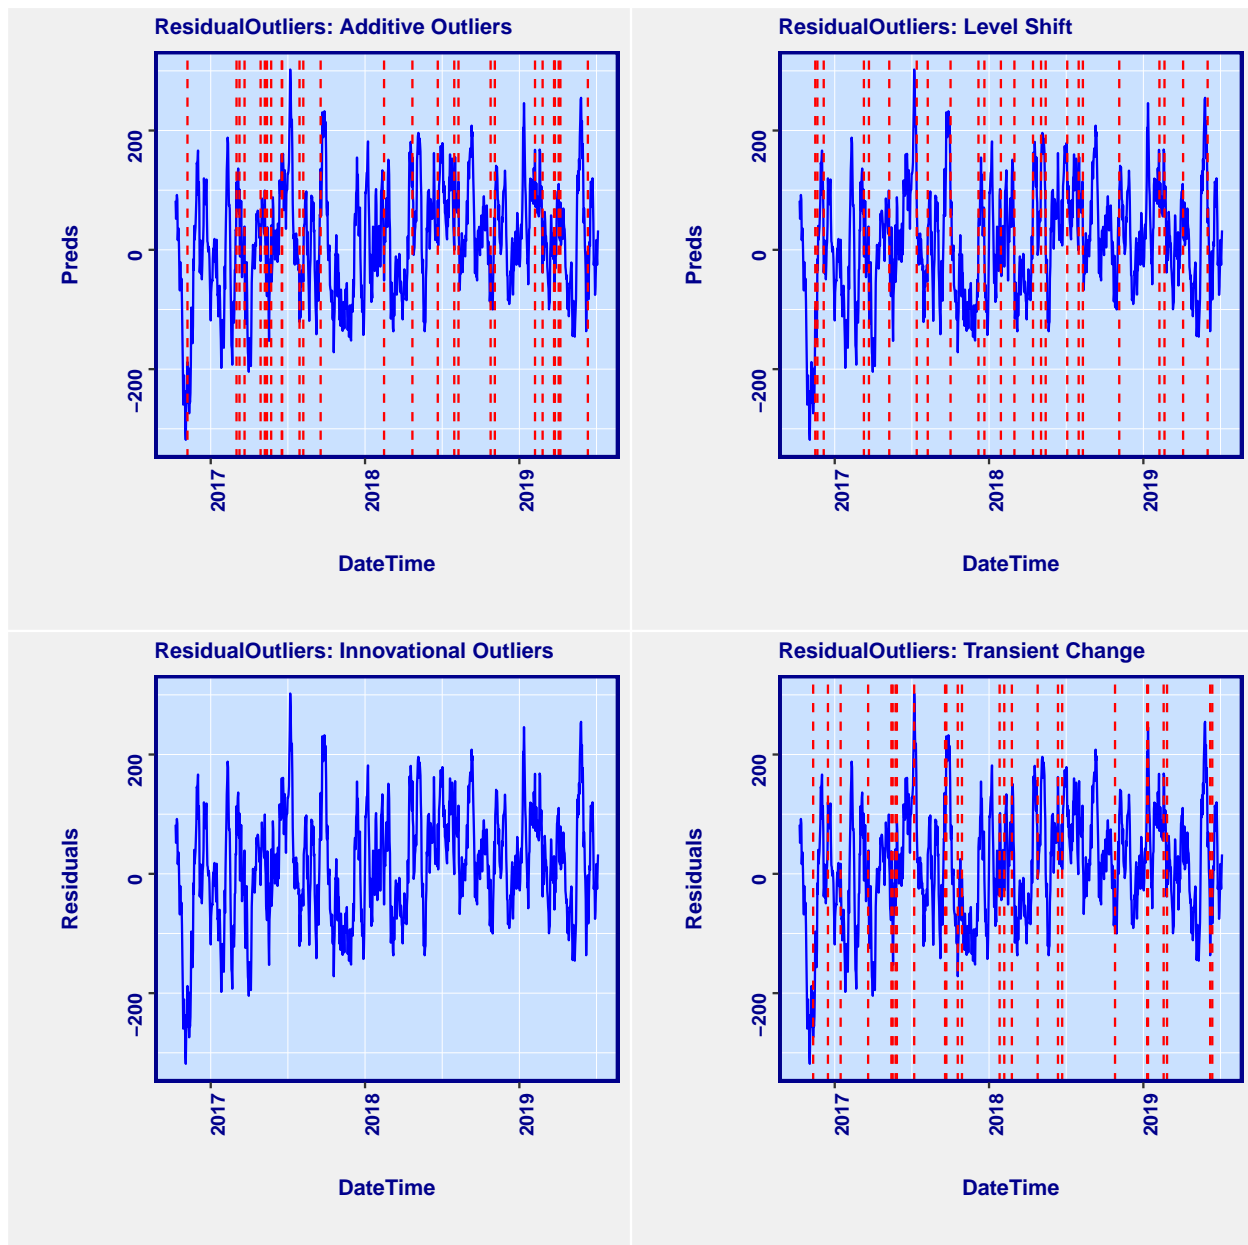 ResidualOutliers: Additive Outliers
Preds
200
0
−200
2017
2018
2019
DateTime
ResidualOutliers: Level Shift
Preds
200
0
−200
2017
2018
2019
DateTime
ResidualOutliers: Innovational Outliers
Residuals
200
0
−200
2017
2018
2019
DateTime
ResidualOutliers: Transient Change
Residuals
200
0
−200
2017
2018
2019
DateTime